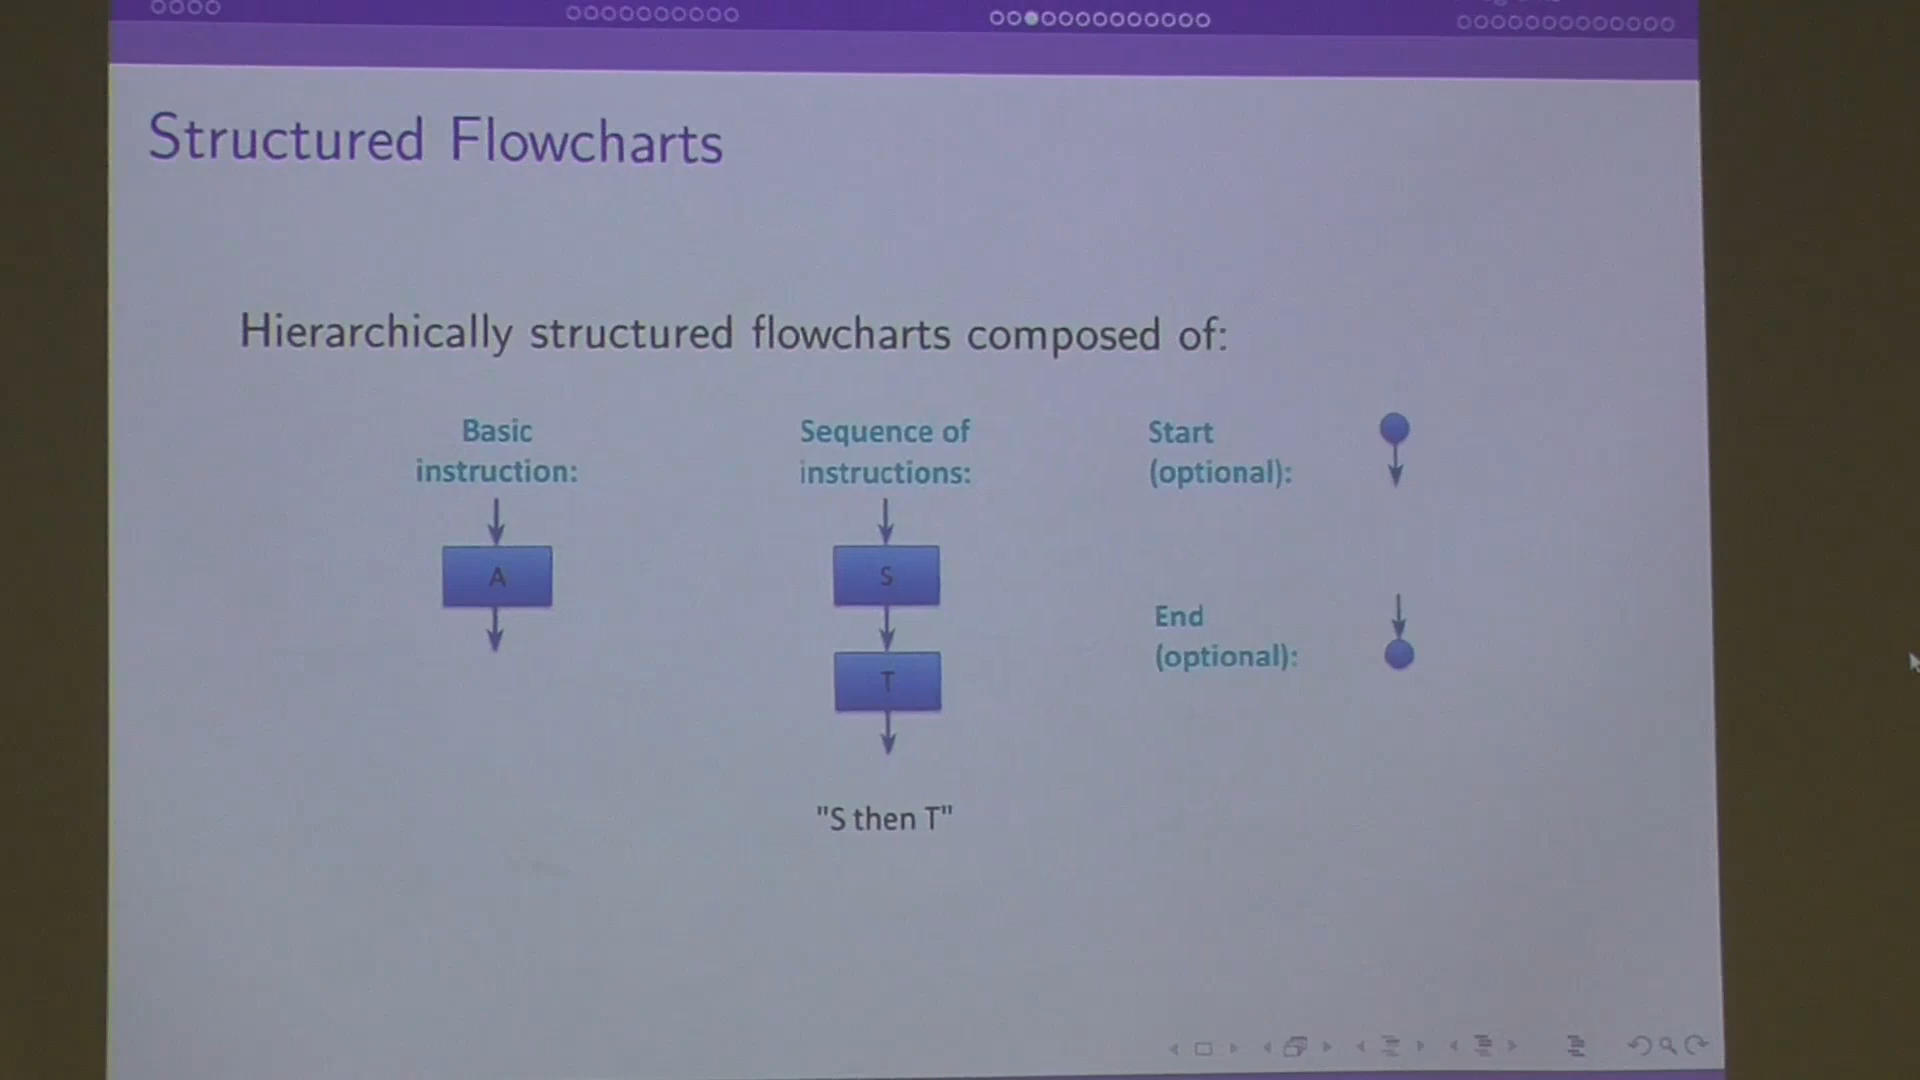 Structured Flowcharts
Hierarchically structured flowcharts composed of:
Basic
instruction:
A
Sequence of
instructions:
S
T
"S then T"
Start
(optional):
End
(optional):